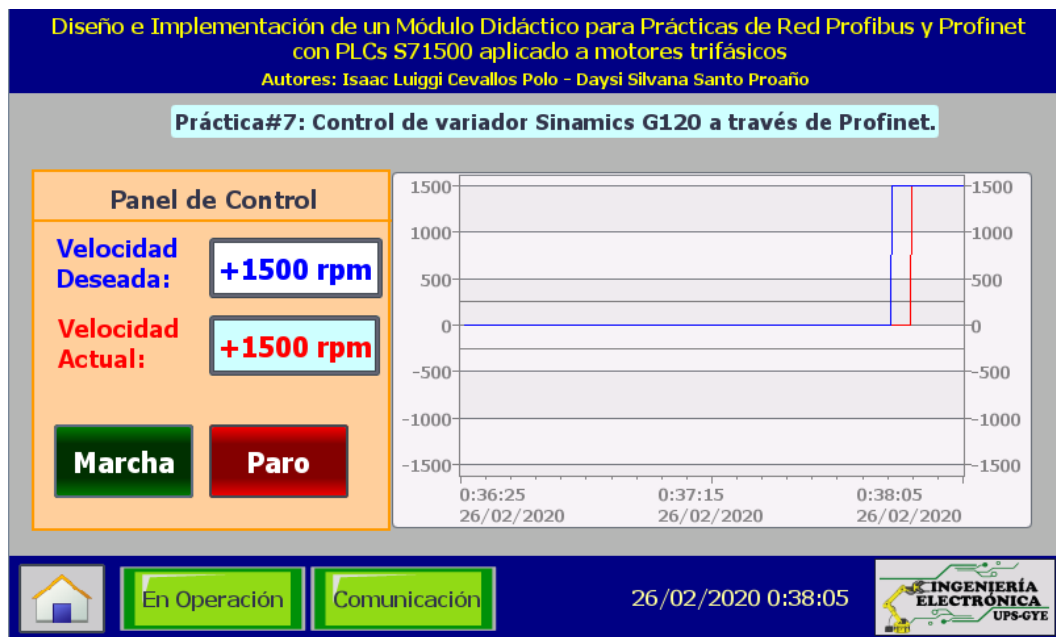 Diseño e Implementación de un Módulo Didáctico para Prácticas de Red Profibus y Profinet
con PLCs S71500 aplicado a motores trifásicos
Autores: Isaac Luiggi Cevallos Polo - Daysi Silvana Santo Proaño
Práctica#7: Control de variador Sinamics G120 a través de Profinet.
Panel de Control
Velocidad
Deseada:
+1500 rpm
Velocidad
Actual:
+1500 rpm
Marcha
Paro
1500 1500
1000 1000
500 500
0 0
-500 -500
-1000 -1000
-1500 -1500
0:36:25 0:37:15 0:38:05
26/02/2020 26/02/2020 26/02/2020
En Operación
Comunicación
26/02/2020 0:38:05
INGENIERÍA
ELECTRÓNICA
UPS-GYE